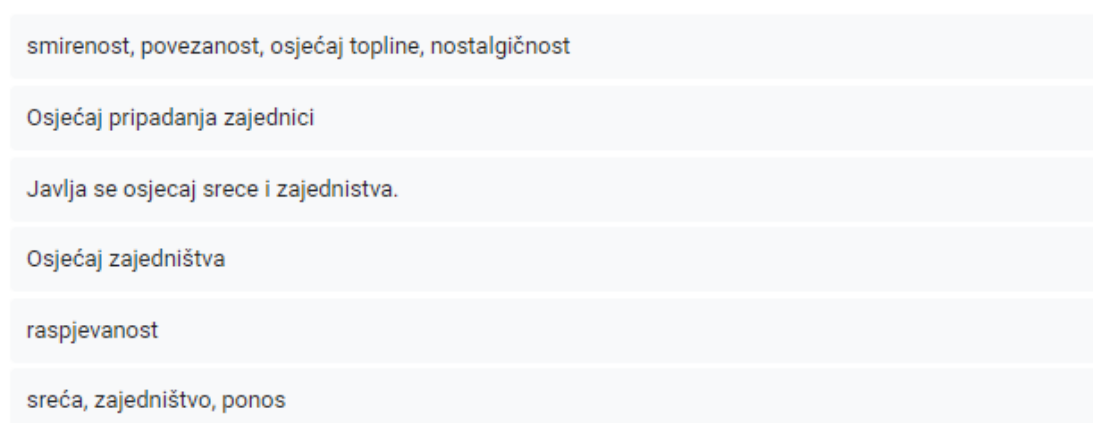 smirenost, povezanost, osjećaj topline, nostalgičnost
Osjećaj pripadanja zajednici
Javlja se osjecaj srece i zajednistva.
Osjećaj zajedništva
raspjevanost
sreća, zajedništvo, ponos